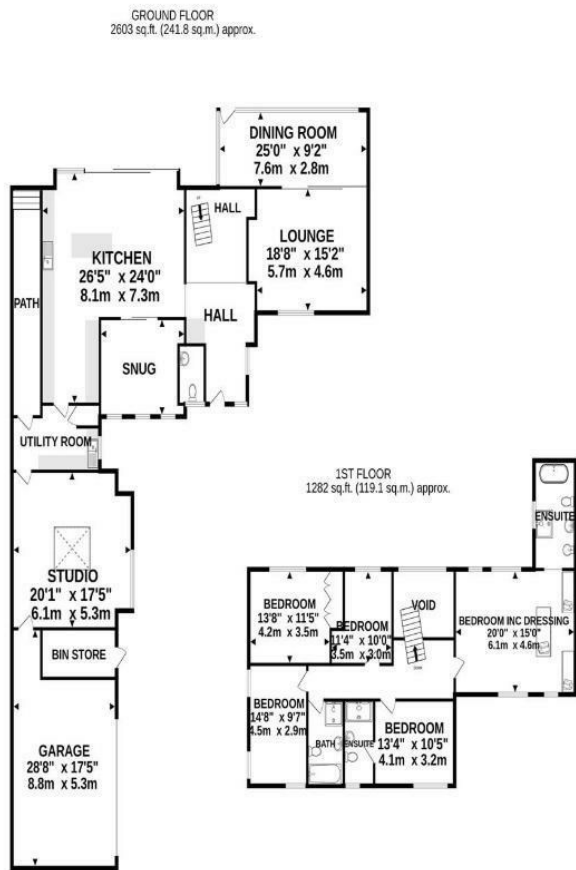 GROUND FLOOR
2603 sq.ft. (241.8 sq.m.) approx.
DINING ROOM
25'0" x 9'2"
7.6m x 2.8m
HALL
LOUNGE
18'8" x 15'2"
5.7m x 4.6m
KITCHEN
26'5" x 24'0"
8.1m x 7.3m
PATH
HALL
SNUG
UTILITY ROOM
STUDIO
20'1" x 17'5"
6.1m x 5.3m
BIN STORE
GARAGE
28'8" x 17'5"
8.8m x 5.3m
1ST FLOOR
1282 sq.ft. (119.1 sq.m.) approx.
ENSUITE
BEDROOM
13'8" x 11'5"
4.2m x 3.5m
BEDROOM
11'4" x 10'0"
3.5m x 3.0m
VOID
BEDROOM INC DRESSING
20'0" x 15'0"
6.1m x 4.6m
DOWN
BEDROOM
14'8" x 9'7"
4.5m x 2.9m
BATH
ENSUITE
BEDROOM
13'4" x 10'5"
4.1m x 3.2m